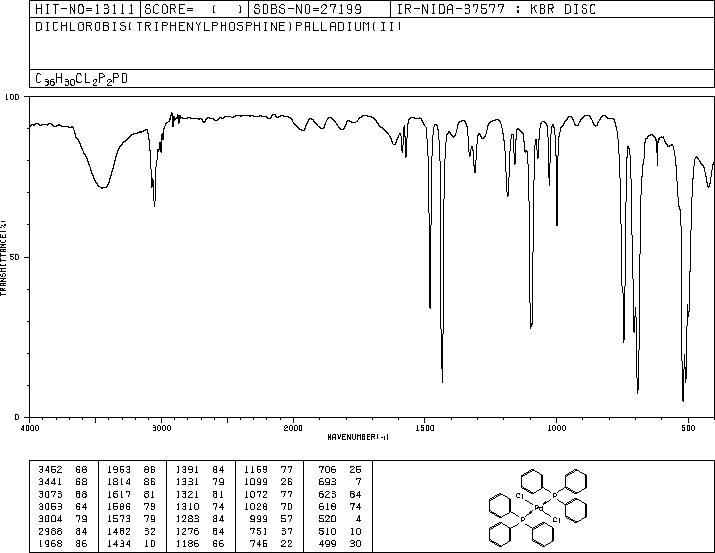 HIT-NO=13111 SCORE= ( ) SDBS-NO=27199 IR-NIDA-37577 : KBR DISC
DICHLOROBIS(TRIPHENYLPHOSPHINE)PALLADIUM(II)
C36H30CL2P2PD
100
50
0
TRANSMITTANCE(%)
4000 3000 2000 1500 1000 500
WAVENUMBER(-1)
3462 68 1963 86 1391 84 1159 77 706 25
3441 68 1814 86 1331 79 1099 26 693 7
3073 68 1617 81 1321 81 1072 77 623 84
3053 64 1586 79 1310 74 1028 70 618 74
3004 79 1573 79 1283 84 999 57 520 4
2988 84 1482 32 1276 84 751 37 510 10
1968 86 1434 10 1186 66 746 22 499 30
Cl P
Pd
P Cl